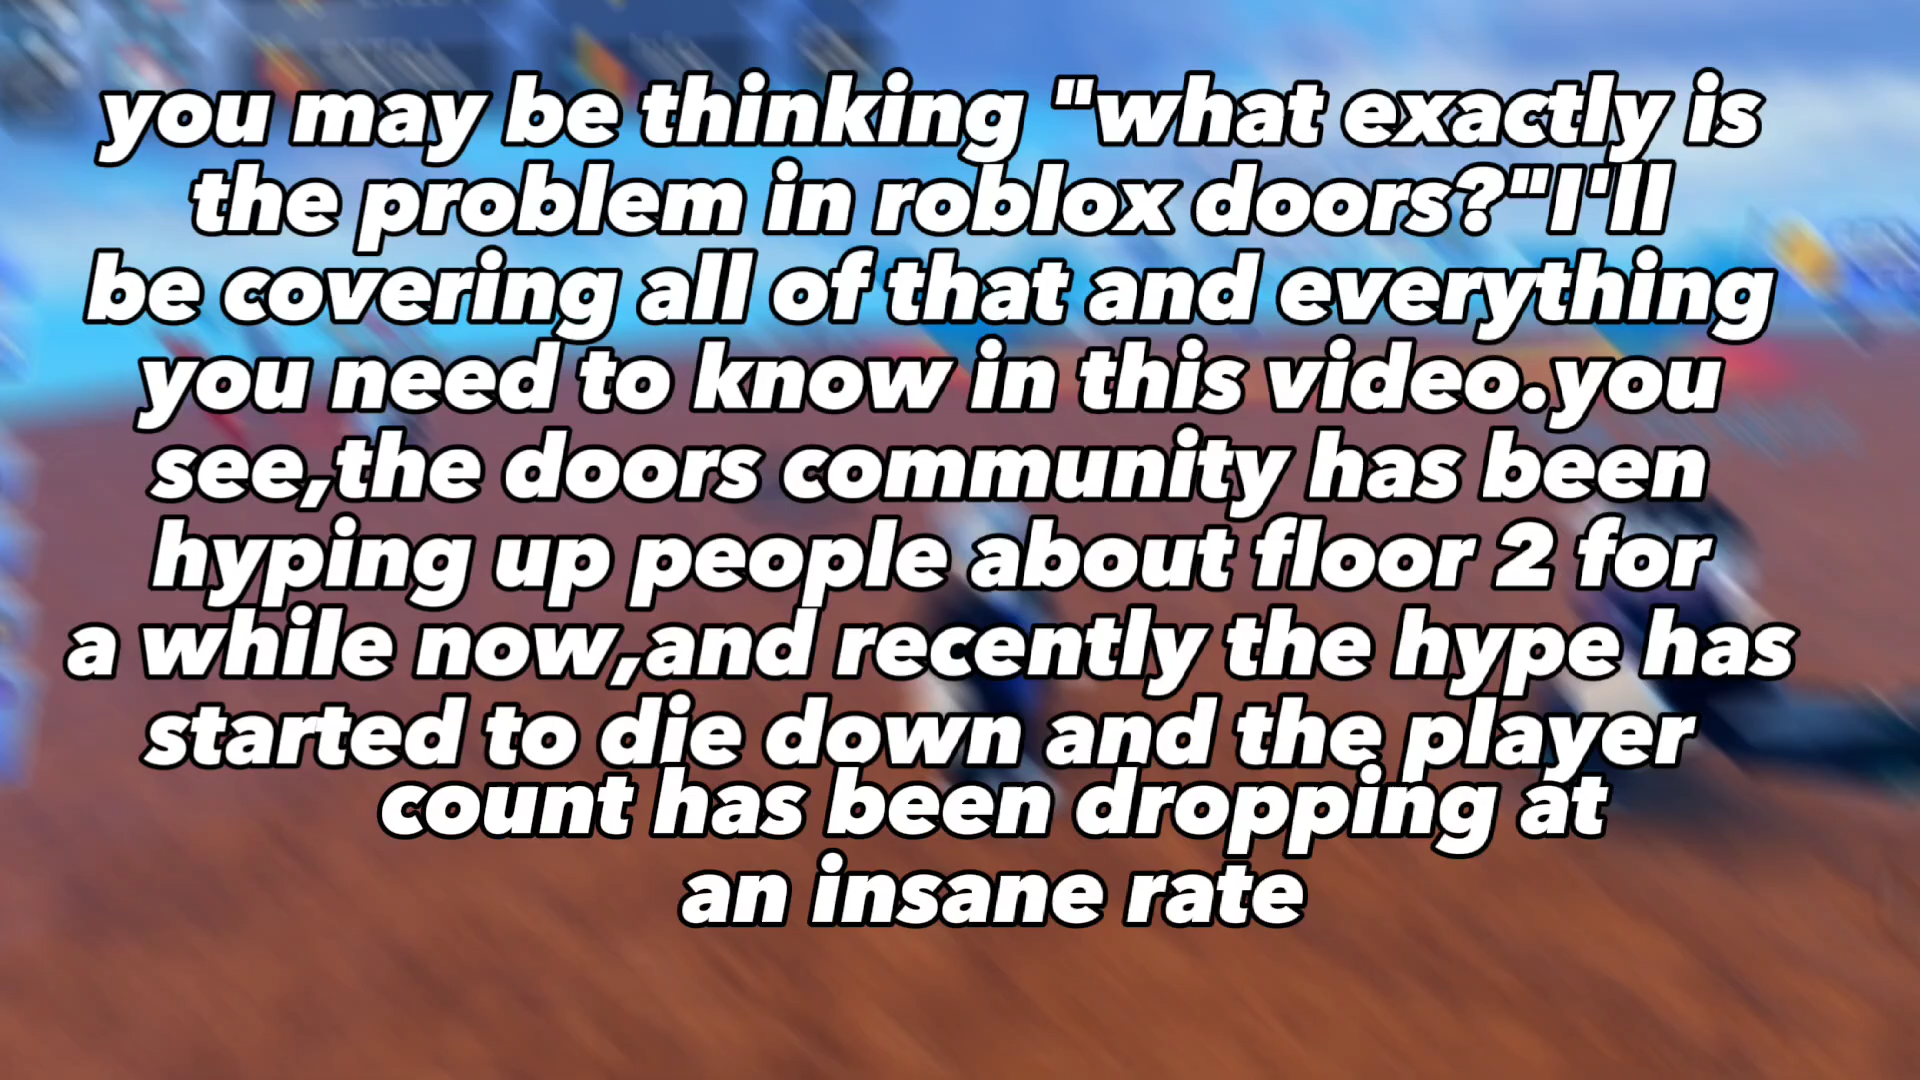 you may be thinking "what exactly is
the problem in roblox doors?"I'll
be covering all of that and everything
you need to know in this video.you
see,the doors community has been
hyping up people about floor 2 for
a while now,and recently the hype has
started to die down and the player
count has been dropping at
an insane rate